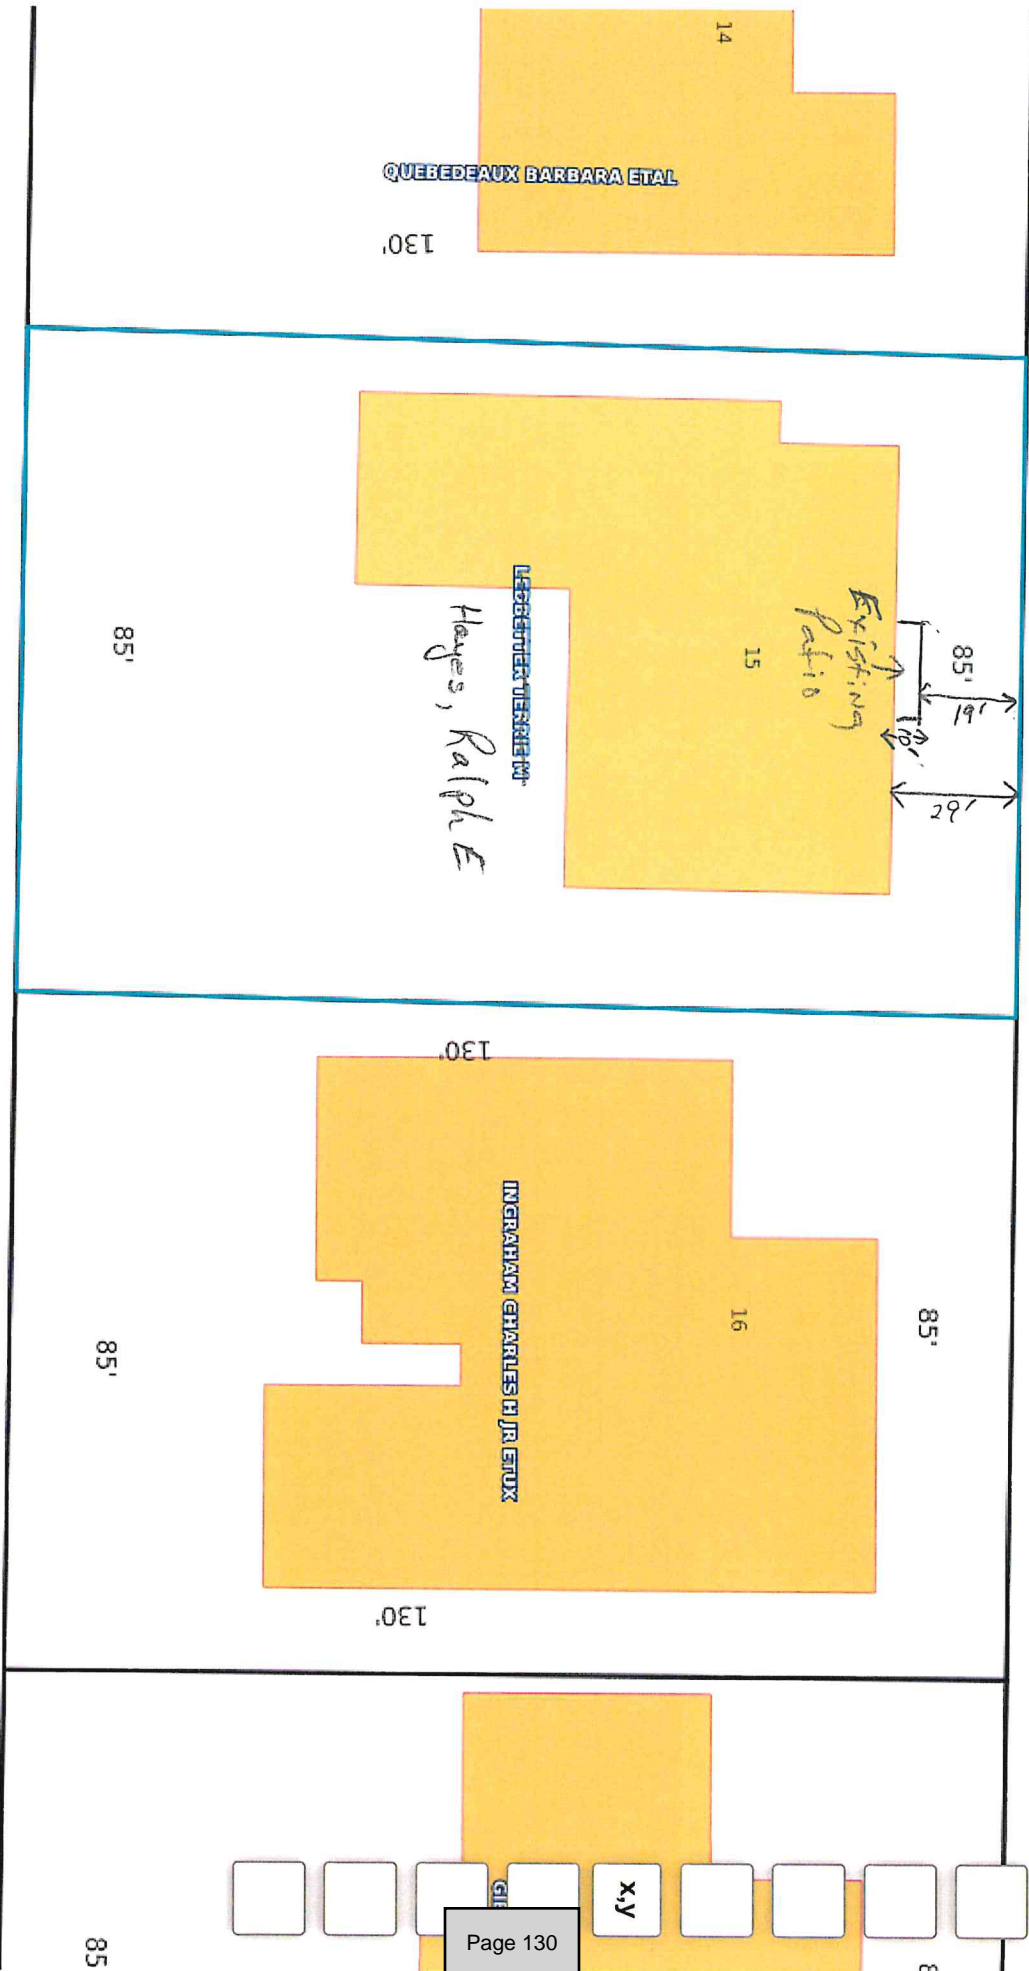 14
QUEBEDEAUX BARBARA ETAL
130'
85'
19'
10'
29'
Existing
Patio
15
LEDBETTER TERRIE M
Hayes, Ralph E
85'
130'
85'
16
INGRAHAM CHARLES H JR ETUX
85'
130'
x,y
Page 130
85